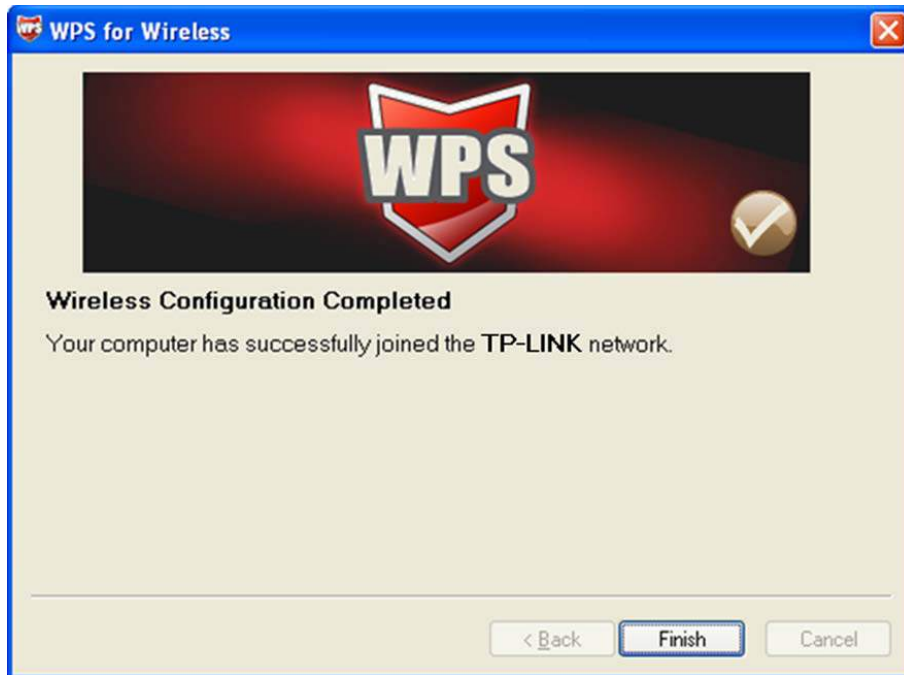 WPS for Wireless
WPS
Wireless Configuration Completed
Your computer has successfully joined the TP-LINK network.
< Back
Finish
Cancel